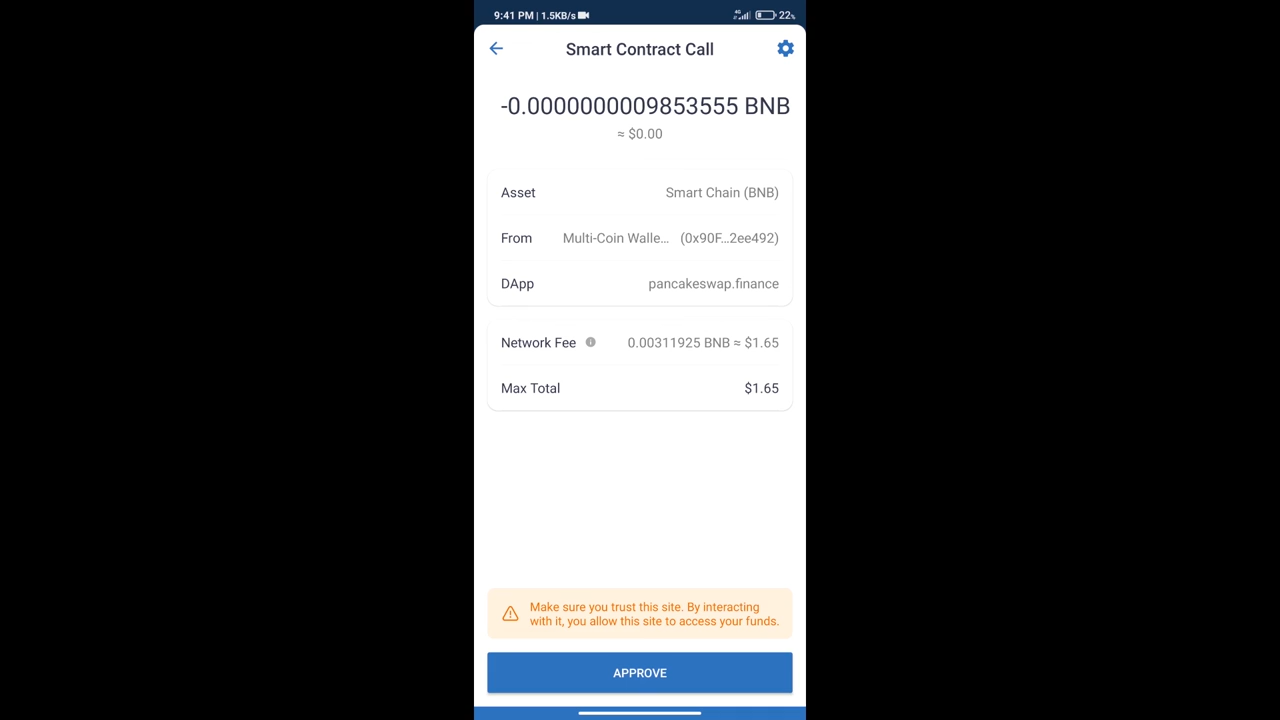 9:41 PM | 1.5KB/s
4G 22%
Smart Contract Call
-0.0000000009853555 BNB
≈ $0.00
Asset Smart Chain (BNB)
From Multi-Coin Walle... (0x90F...2ee492)
DApp pancakeswap.finance
Network Fee 0.00311925 BNB ≈ $1.65
Max Total $1.65
Make sure you trust this site. By interacting
with it, you allow this site to access your funds.
APPROVE